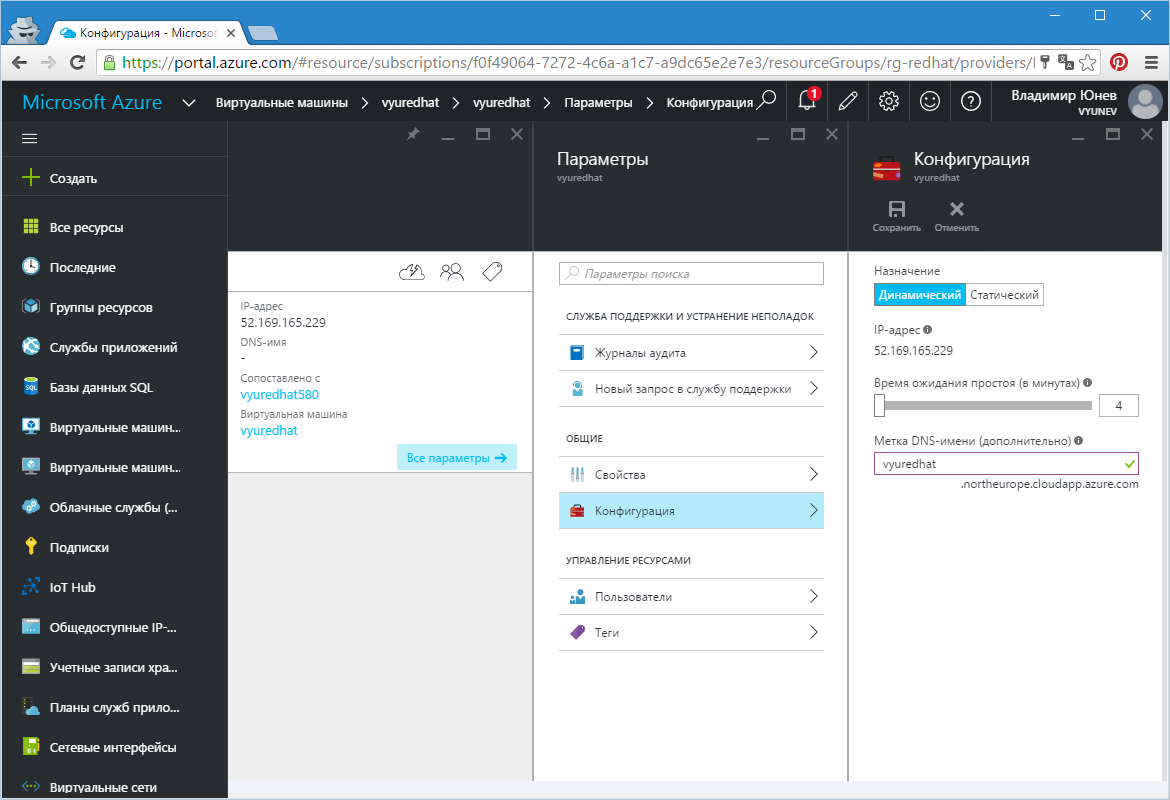 Конфигурация - Microsof
https://portal.azure.com/#resource/subscriptions/f0f49064-7272-4c6a-a1c7-a9dc65e2e7e3/resourceGroups/rg-redhat/providers/
Microsoft Azure
Виртуальные машины
vyuredhat
vyuredhat
Параметры
Конфигурация
1
Владимир Юнев
VYUNEV
Создать
Все ресурсы
Последние
Группы ресурсов
Службы приложений
Базы данных SQL
Виртуальные машин...
Виртуальные машин...
Облачные службы (...
Подписки
IoT Hub
Общедоступные IP-...
Учетные записи хра...
Планы служб прило...
Сетевые интерфейсы
Виртуальные сети
IP-адрес
52.169.165.229
DNS-имя
-
Сопоставлено с
vyuredhat580
Виртуальная машина
vyuredhat
Все параметры
Параметры
vyuredhat
Параметры поиска
СЛУЖБА ПОДДЕРЖКИ И УСТРАНЕНИЕ НЕПОЛАДОК
Журналы аудита
Новый запрос в службу поддержки
ОБЩИЕ
Свойства
Конфигурация
УПРАВЛЕНИЕ РЕСУРСАМИ
Пользователи
Теги
Конфигурация
vyuredhat
Сохранить
Отменить
Назначение
Динамический Статический
IP-адрес
52.169.165.229
Время ожидания простоя (в минутах)
4
Метка DNS-имени (дополнительно)
vyuredhat
.northeurope.cloudapp.azure.com